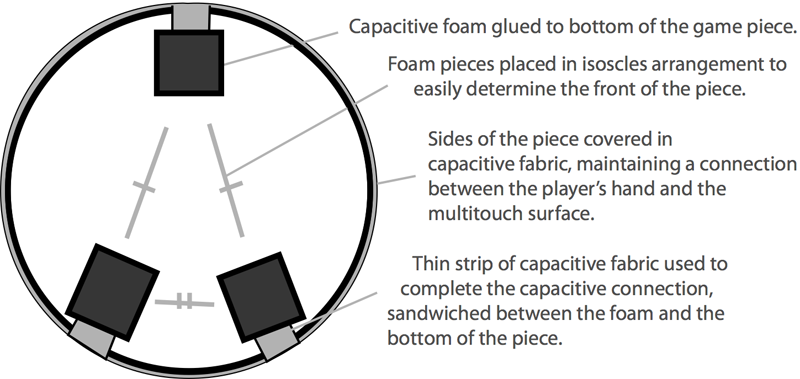 Capacitive foam glued to bottom of the game piece.
Foam pieces placed in isoscles arrangement to
easily determine the front of the piece.
Sides of the piece covered in
capacitive fabric, maintaining a connection
between the player's hand and the
multitouch surface.
Thin strip of capacitive fabric used to
complete the capacitive connection,
sandwiched between the foam and the
bottom of the piece.